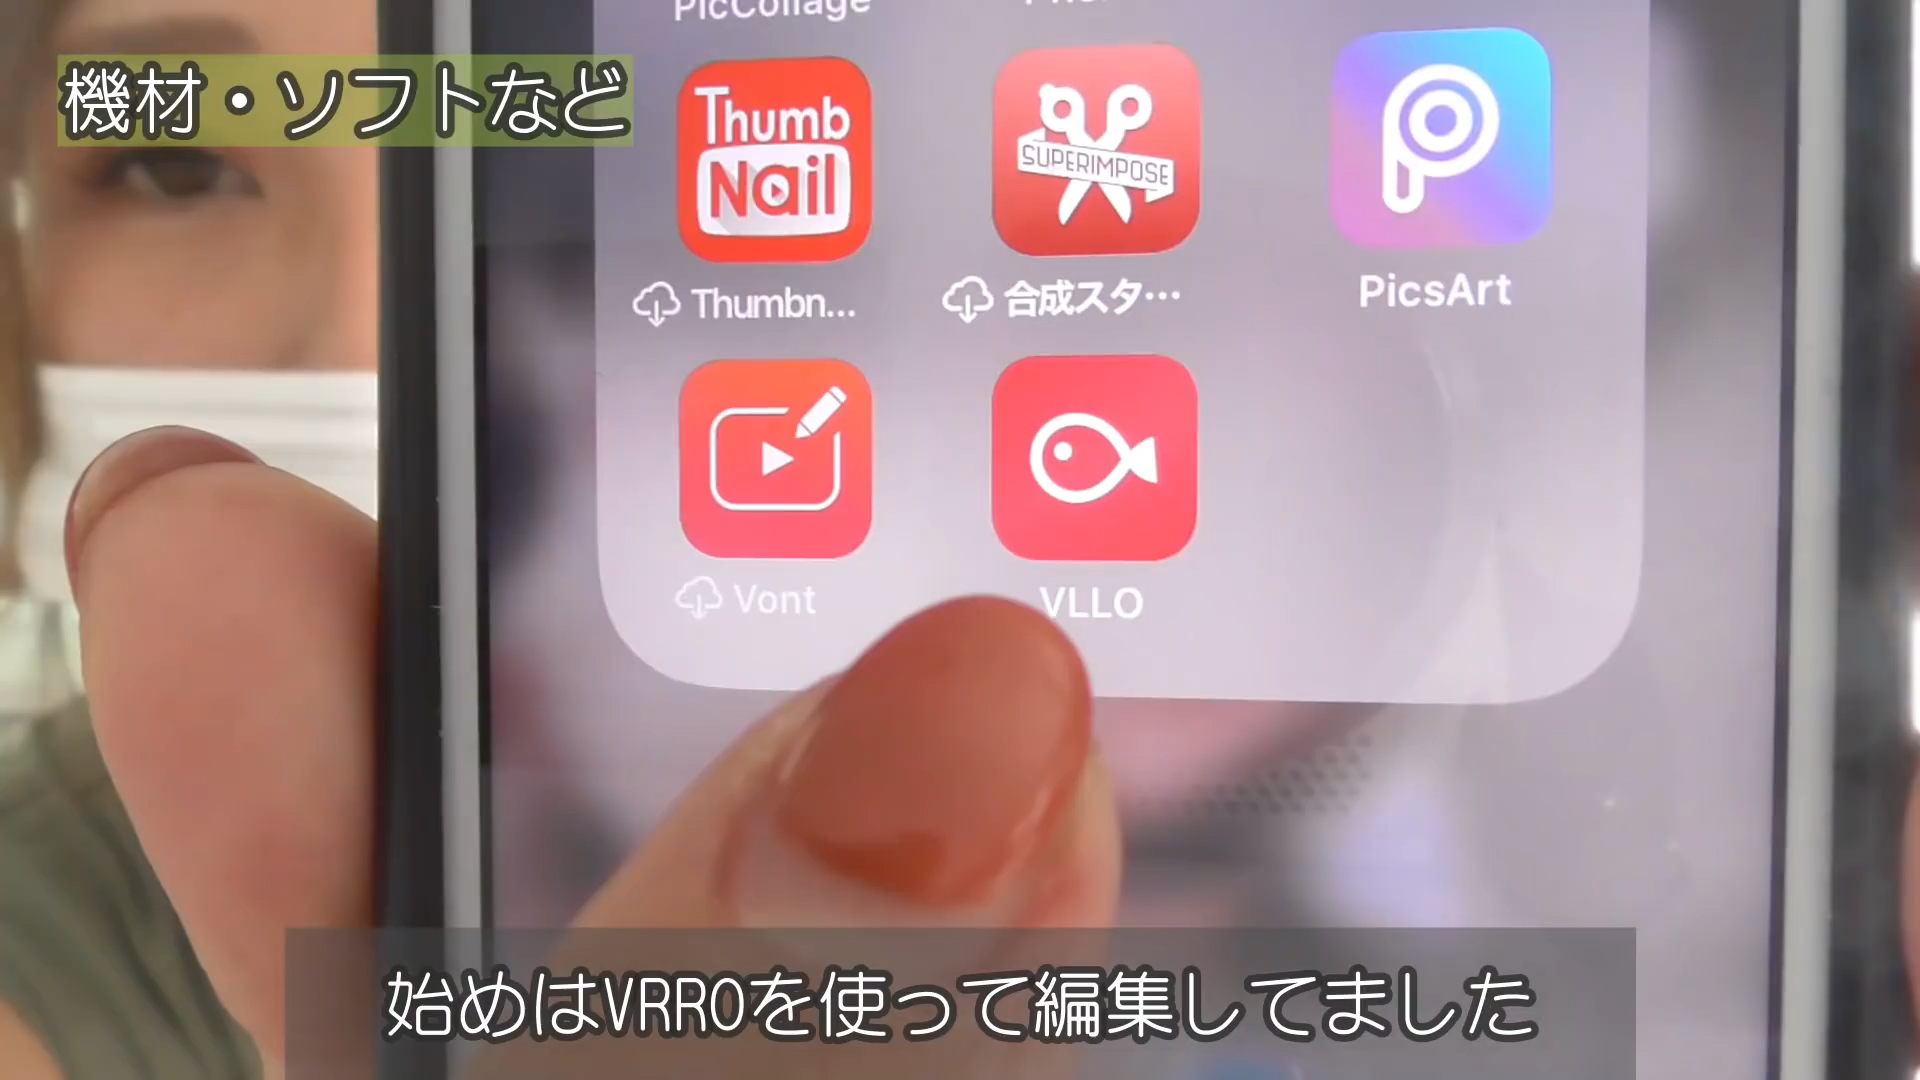 PicCollage
機材・ソフトなど
Thumb
Nail
SUPERIMPOSE
Thumbn...
合成スタ…
PicsArt
Vont
VLLO
始めはVRROを使って編集してました